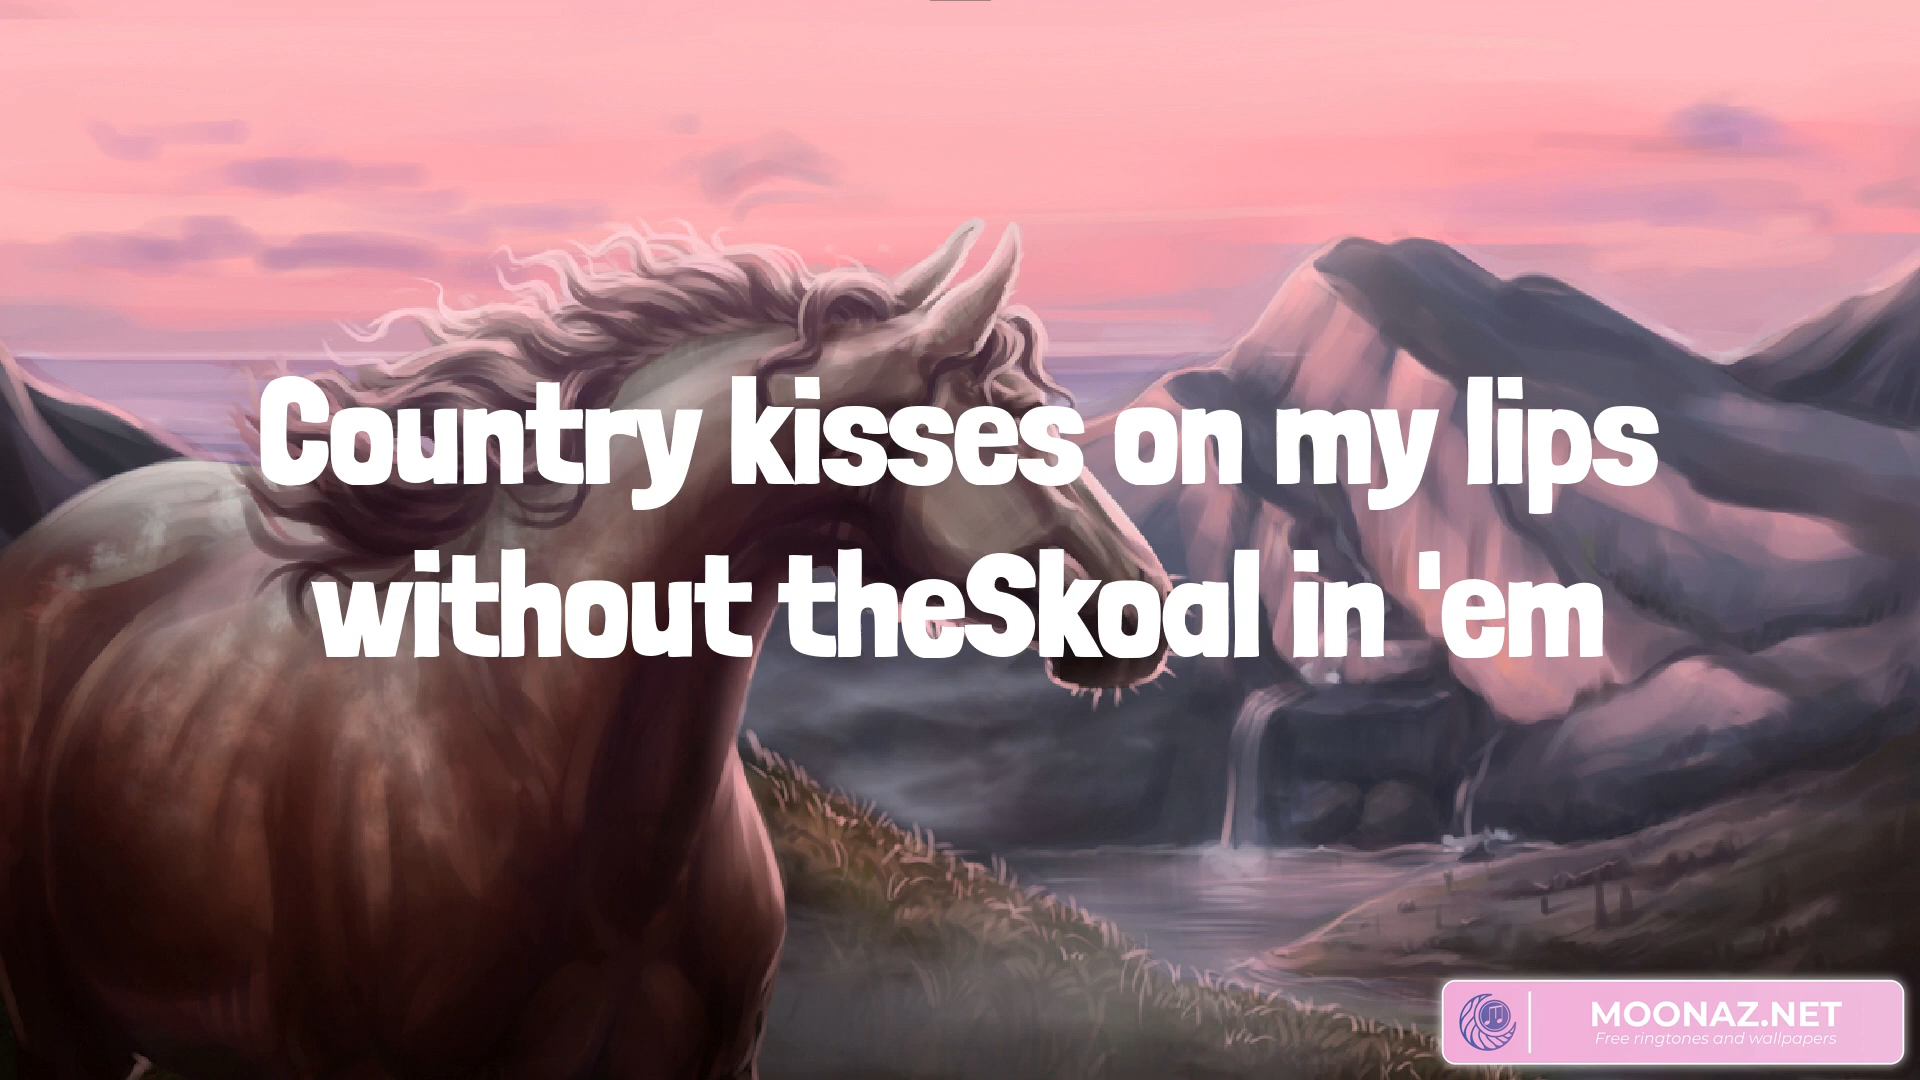 Country kisses on my lips
without theSkoal in 'em
MOONAZ.NET
Free ringtones and wallpapers